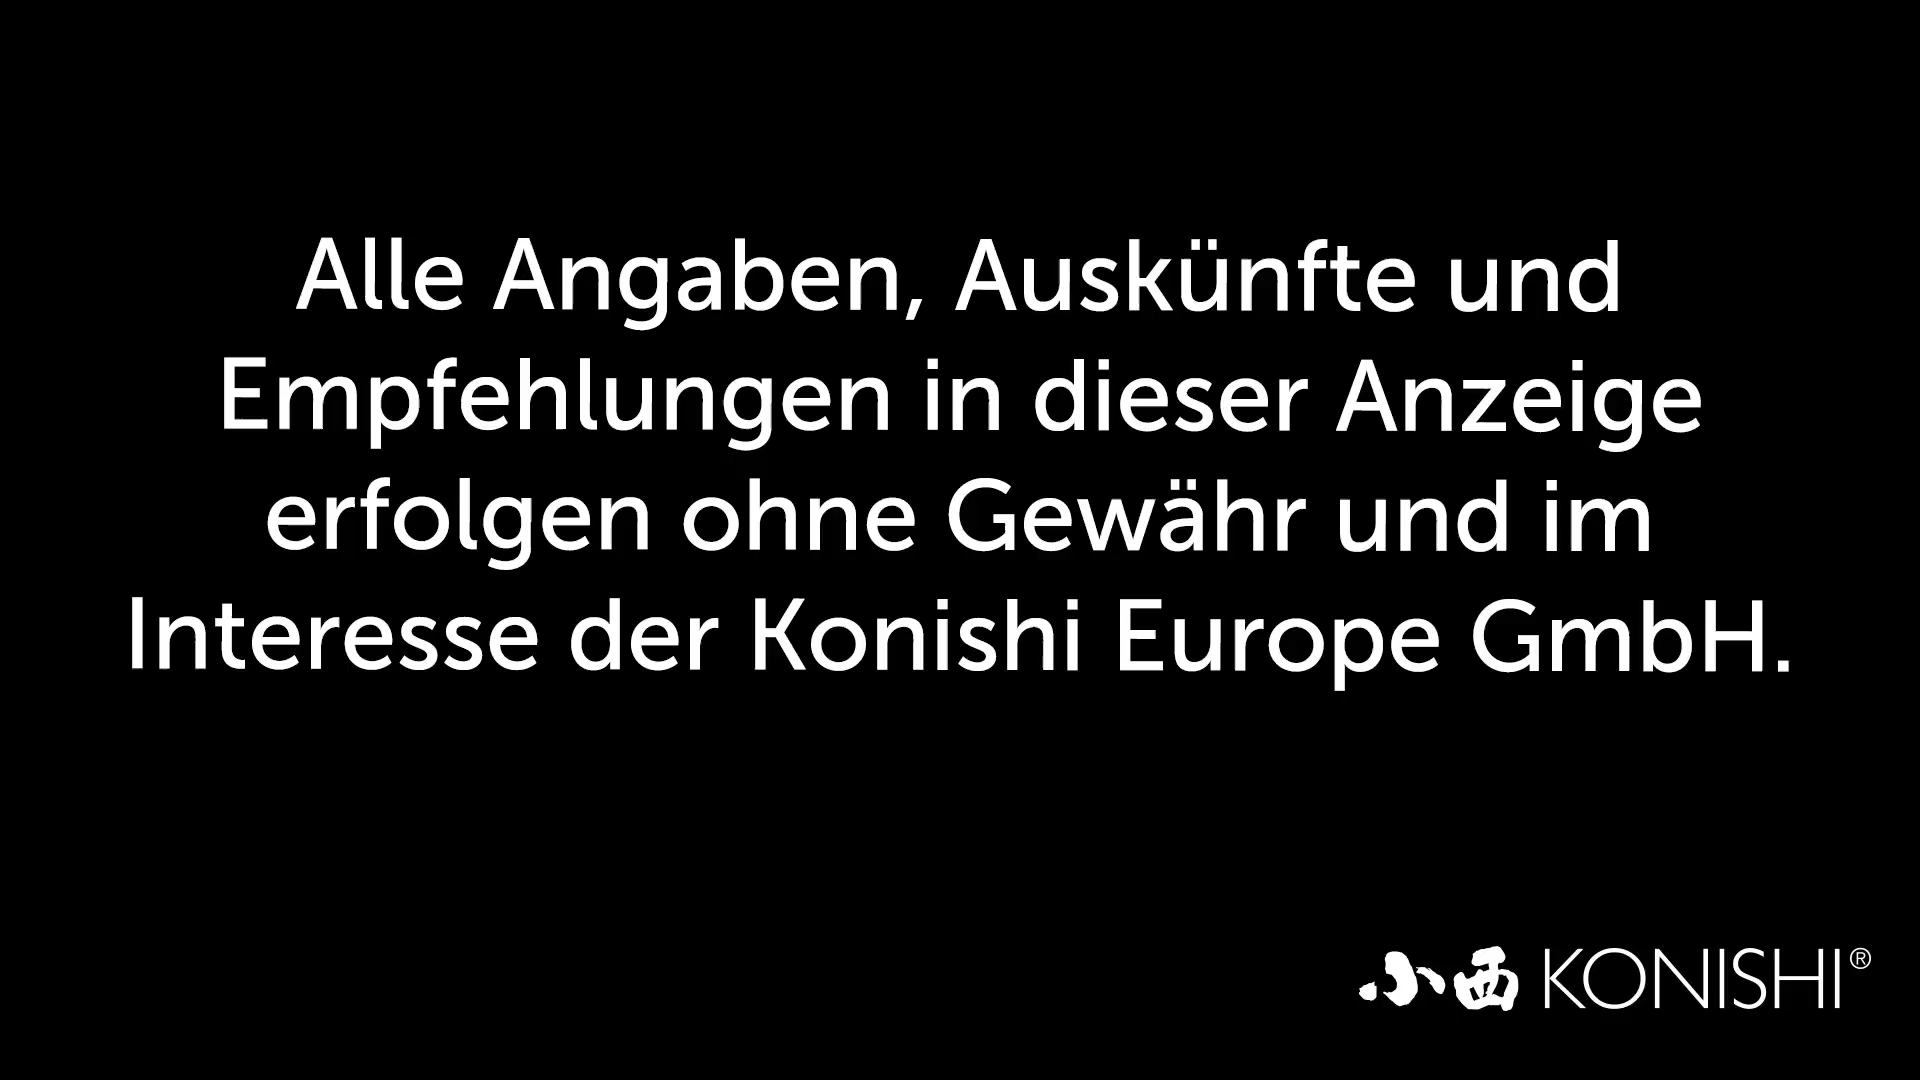 Alle Angaben, Auskünfte und
Empfehlungen in dieser Anzeige
erfolgen ohne Gewähr und im
Interesse der Konishi Europe GmbH.
小西 KONISHI®